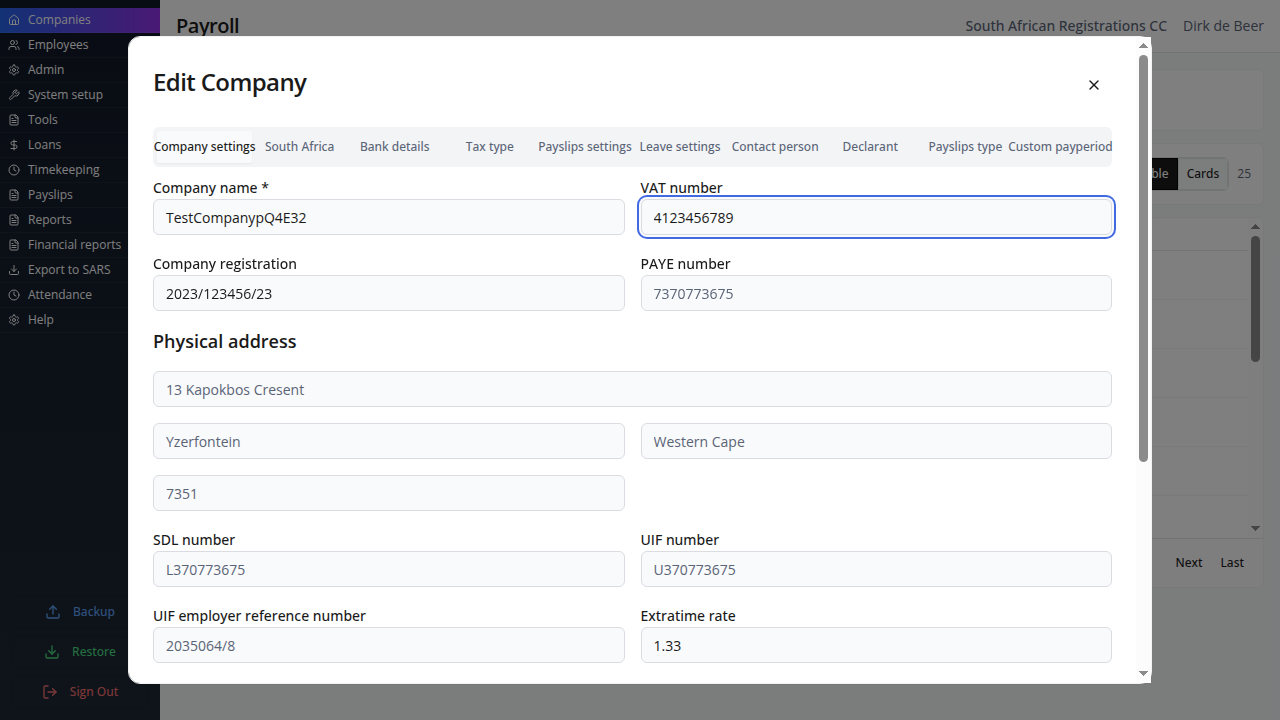 Companies
Employees
Admin
System setup
Tools
Loans
Timekeeping
Payslips
Reports
Financial reports
Export to SARS
Attendance
Help
Backup
Restore
Sign Out
Payroll
South African Registrations CC Dirk de Beer
Cards 25
Next Last
Edit Company
Company settings South Africa Bank details Tax type Payslips settings Leave settings Contact person Declarant Payslips type Custom payperiod
Company name * VAT number
TestCompanypQ4E32 4123456789
Company registration PAYE number
2023/123456/23 7370773675
Physical address
13 Kapokbos Cresent
Yzerfontein Western Cape
7351
SDL number UIF number
L370773675 U370773675
UIF employer reference number Extratime rate
2035064/8 1.33